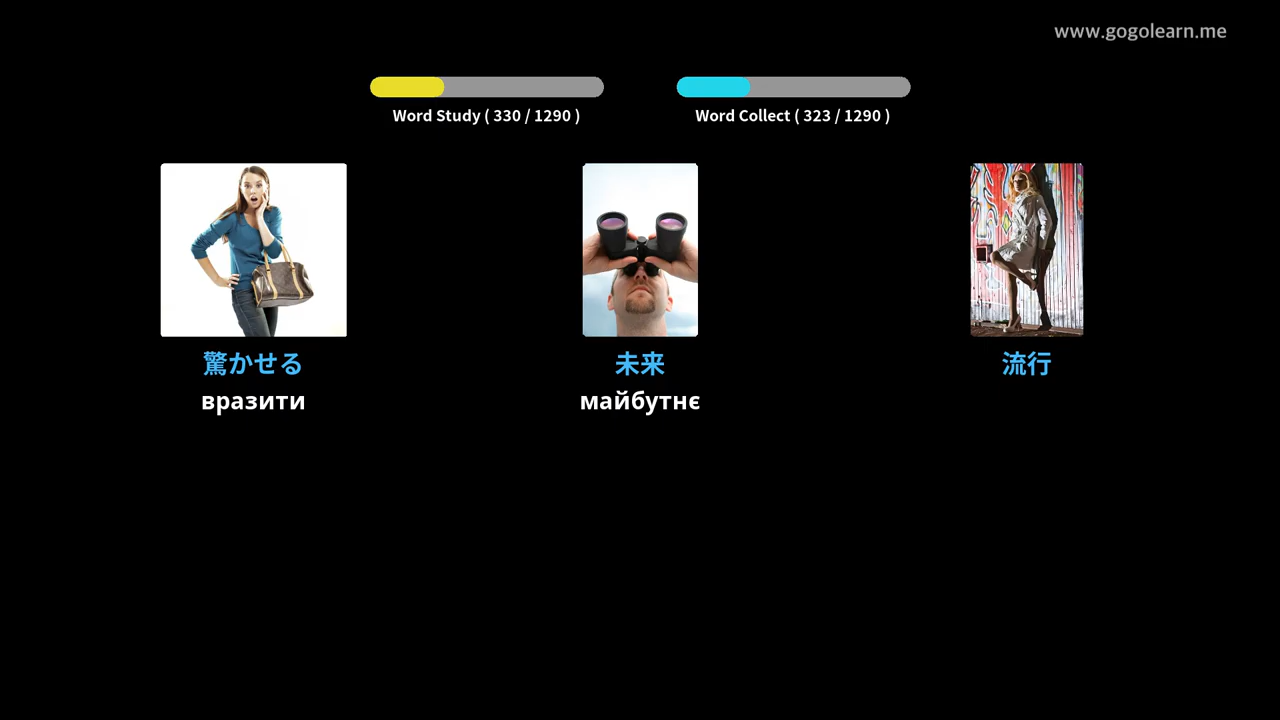 www.gogolearn.me
Word Study ( 330 / 1290 )
Word Collect ( 323 / 1290 )
驚かせる
вразити
未来
майбутнє
流行